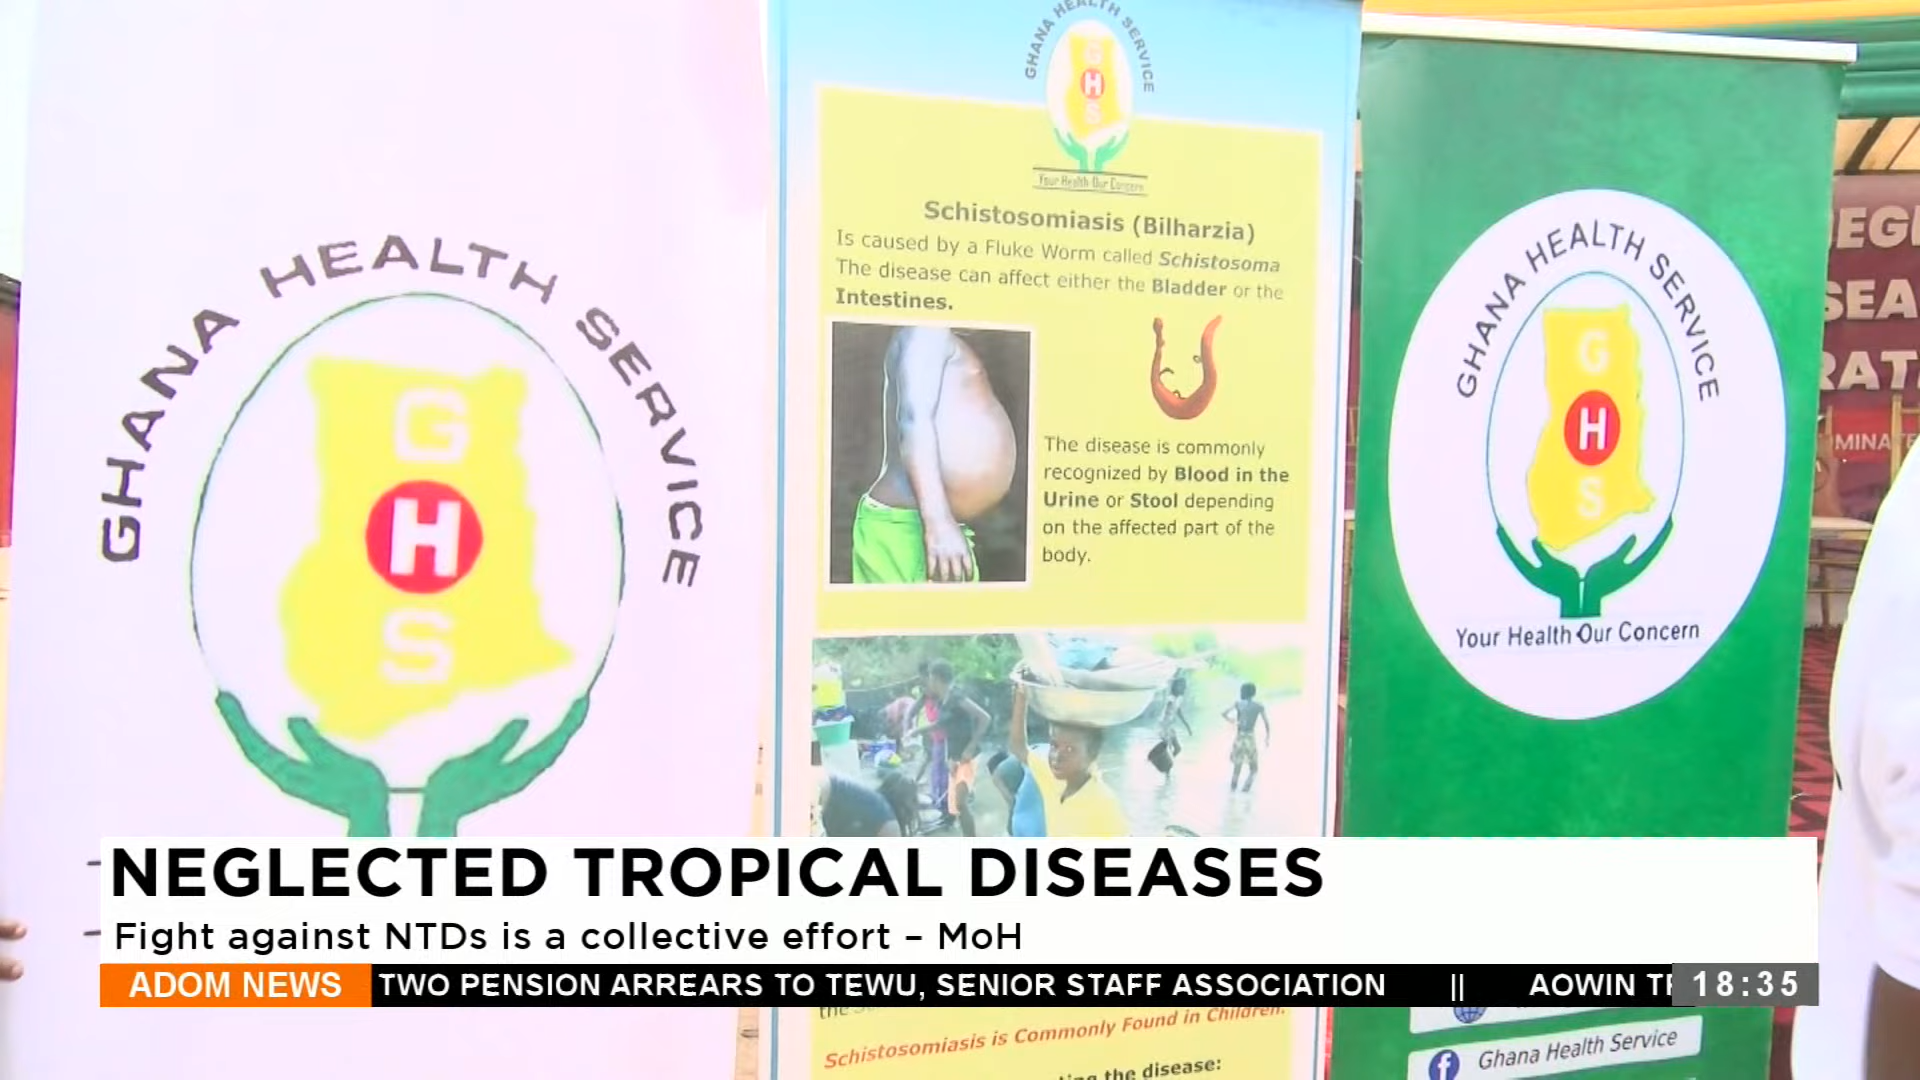 GHANA HEALTH SERVICE
G
H
S
GHANA HEALTH SERVICE
G
H
S
Your Health Our Concern
Schistosomiasis (Bilharzia)
Is caused by a Fluke Worm called Schistosoma
The disease can affect either the Bladder or the
Intestines.
The disease is commonly
recognized by Blood in the
Urine or Stool depending
on the affected part of the
body.
GHANA HEALTH SERVICE
G
H
S
Your Health Our Concern
NEGLECTED TROPICAL DISEASES
Fight against NTDs is a collective effort – MoH
ADOM NEWS
TWO PENSION ARREARS TO TEWU, SENIOR STAFF ASSOCIATION || AOWIN
18:35
Schistosomiasis is Commonly Found in Children.
the disease:
Ghana Health Service